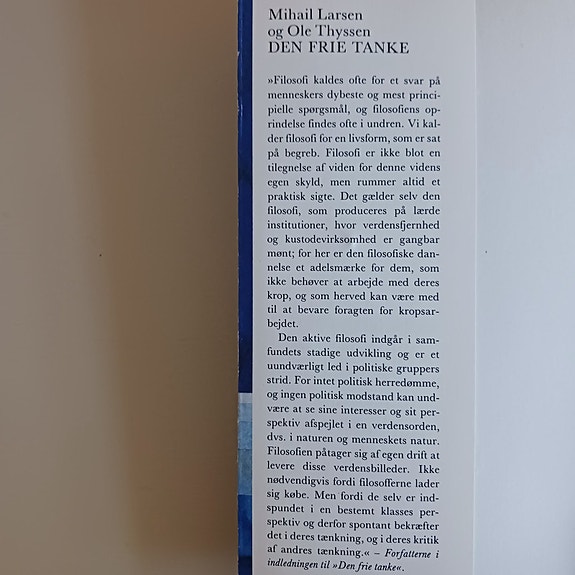 Mihail Larsen
og Ole Thyssen
DEN FRIE TANKE
»Filosofi kaldes ofte for et svar på
menneskers dybeste og mest princi-
pielle spørgsmål, og filosofiens op-
rindelse findes ofte i undren. Vi kal-
der filosofi for en livsform, som er sat
på begreb. Filosofi er ikke blot en
tilegnelse af viden for denne videns
egen skyld, men rummer altid et
praktisk sigte. Det gælder selv den
filosofi, som produceres på lærde
institutioner, hvor verdensfjernhed
og kustodevirksomhed er gangbar
mønt; for her er den filosofiske dan-
nelse et adelsmærke for dem, som
ikke behøver at arbejde med deres
krop, og som herved kan være med
til at bevare foragten for kropsar-
bejdet.
Den aktive filosofi indgår i sam-
fundets stadige udvikling og er et
uundværligt led i politiske gruppers
strid. For intet politisk herredømme,
og ingen politisk modstand kan und-
være at se sine interesser og sit per-
spektiv afspejlet i en verdensorden,
dvs. i naturen og menneskets natur.
Filosofien påtager sig af egen drift at
levere disse verdensbilleder. Ikke
nødvendigvis fordi filosofferne lader
sig købe. Men fordi de selv er ind-
spundet i en bestemt klasses per-
spektiv og derfor spontant bekræfter
det i deres tænkning, og i deres kritik
af andres tænkning.« – Forfatterne i
indledningen til »Den frie tanke«.